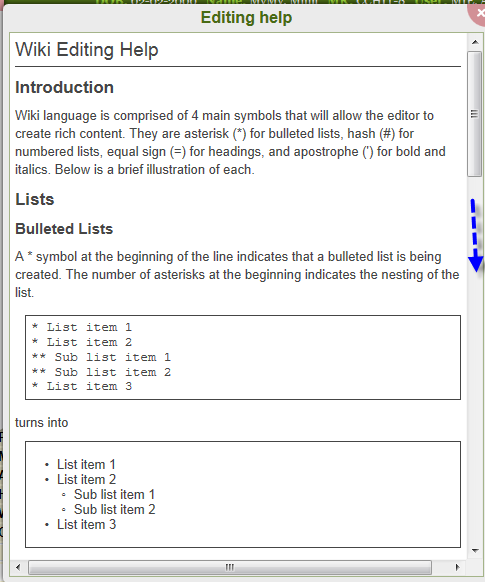 Editing help
Wiki Editing Help
Introduction
Wiki language is comprised of 4 main symbols that will allow the editor to
create rich content. They are asterisk (*) for bulleted lists, hash (#) for
numbered lists, equal sign (=) for headings, and apostrophe (') for bold and
italics. Below is a brief illustration of each.
Lists
Bulleted Lists
A * symbol at the beginning of the line indicates that a bulleted list is being
created. The number of asterisks at the beginning indicates the nesting of the
list.
* List item 1
* List item 2
** Sub list item 1
** Sub list item 2
* List item 3
turns into
• List item 1
• List item 2
◦ Sub list item 1
◦ Sub list item 2
• List item 3